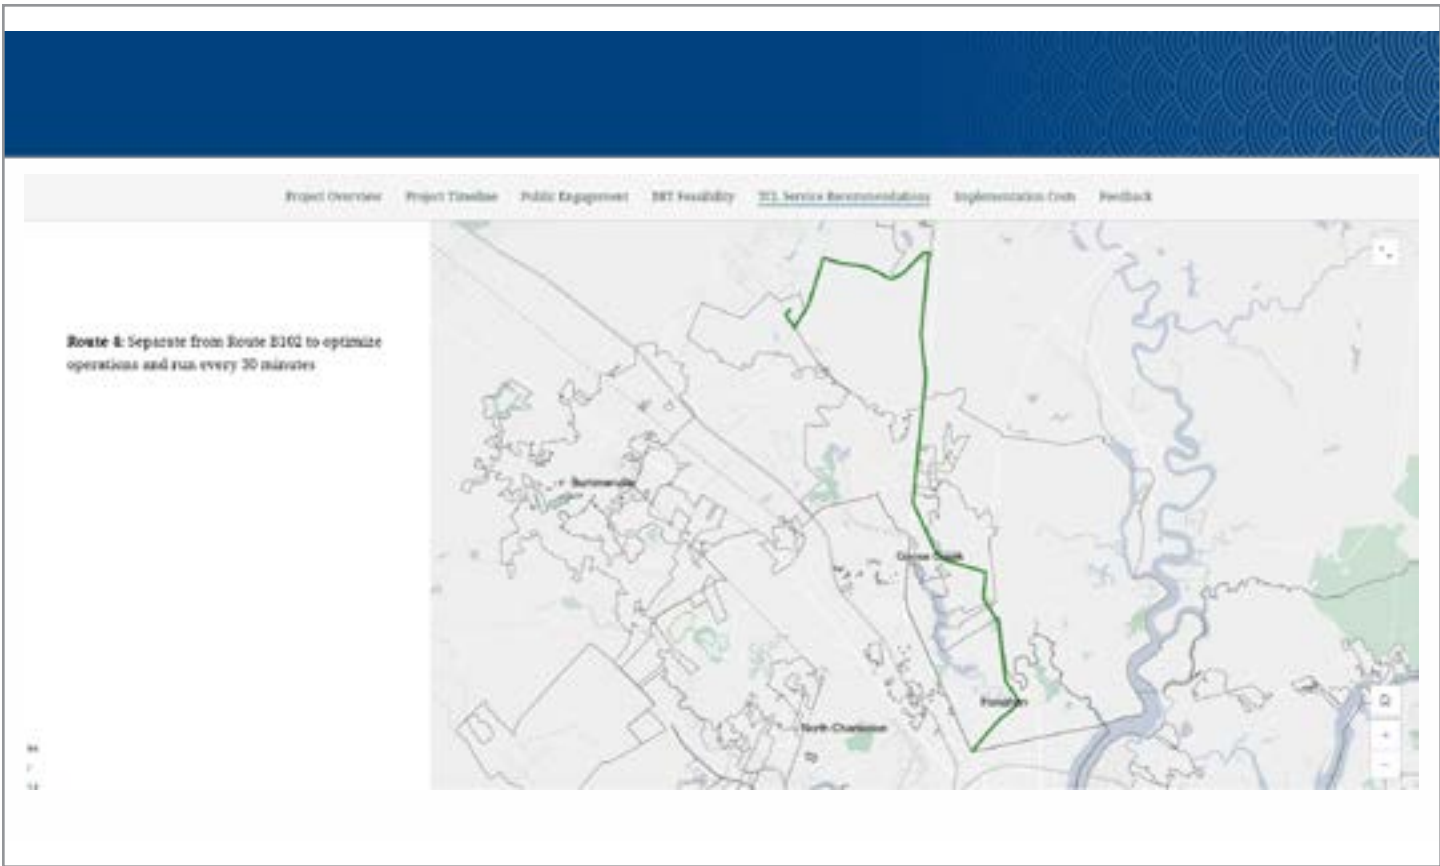 Project Overview Project Timeline Public Engagement BRT Feasibility TCL Service Recommendations Implementation Costs Feedback
Route 4: Separate from Route B102 to optimize
operations and run every 30 minutes
Summerville
Goose Creek
Hanahan
North Charleston